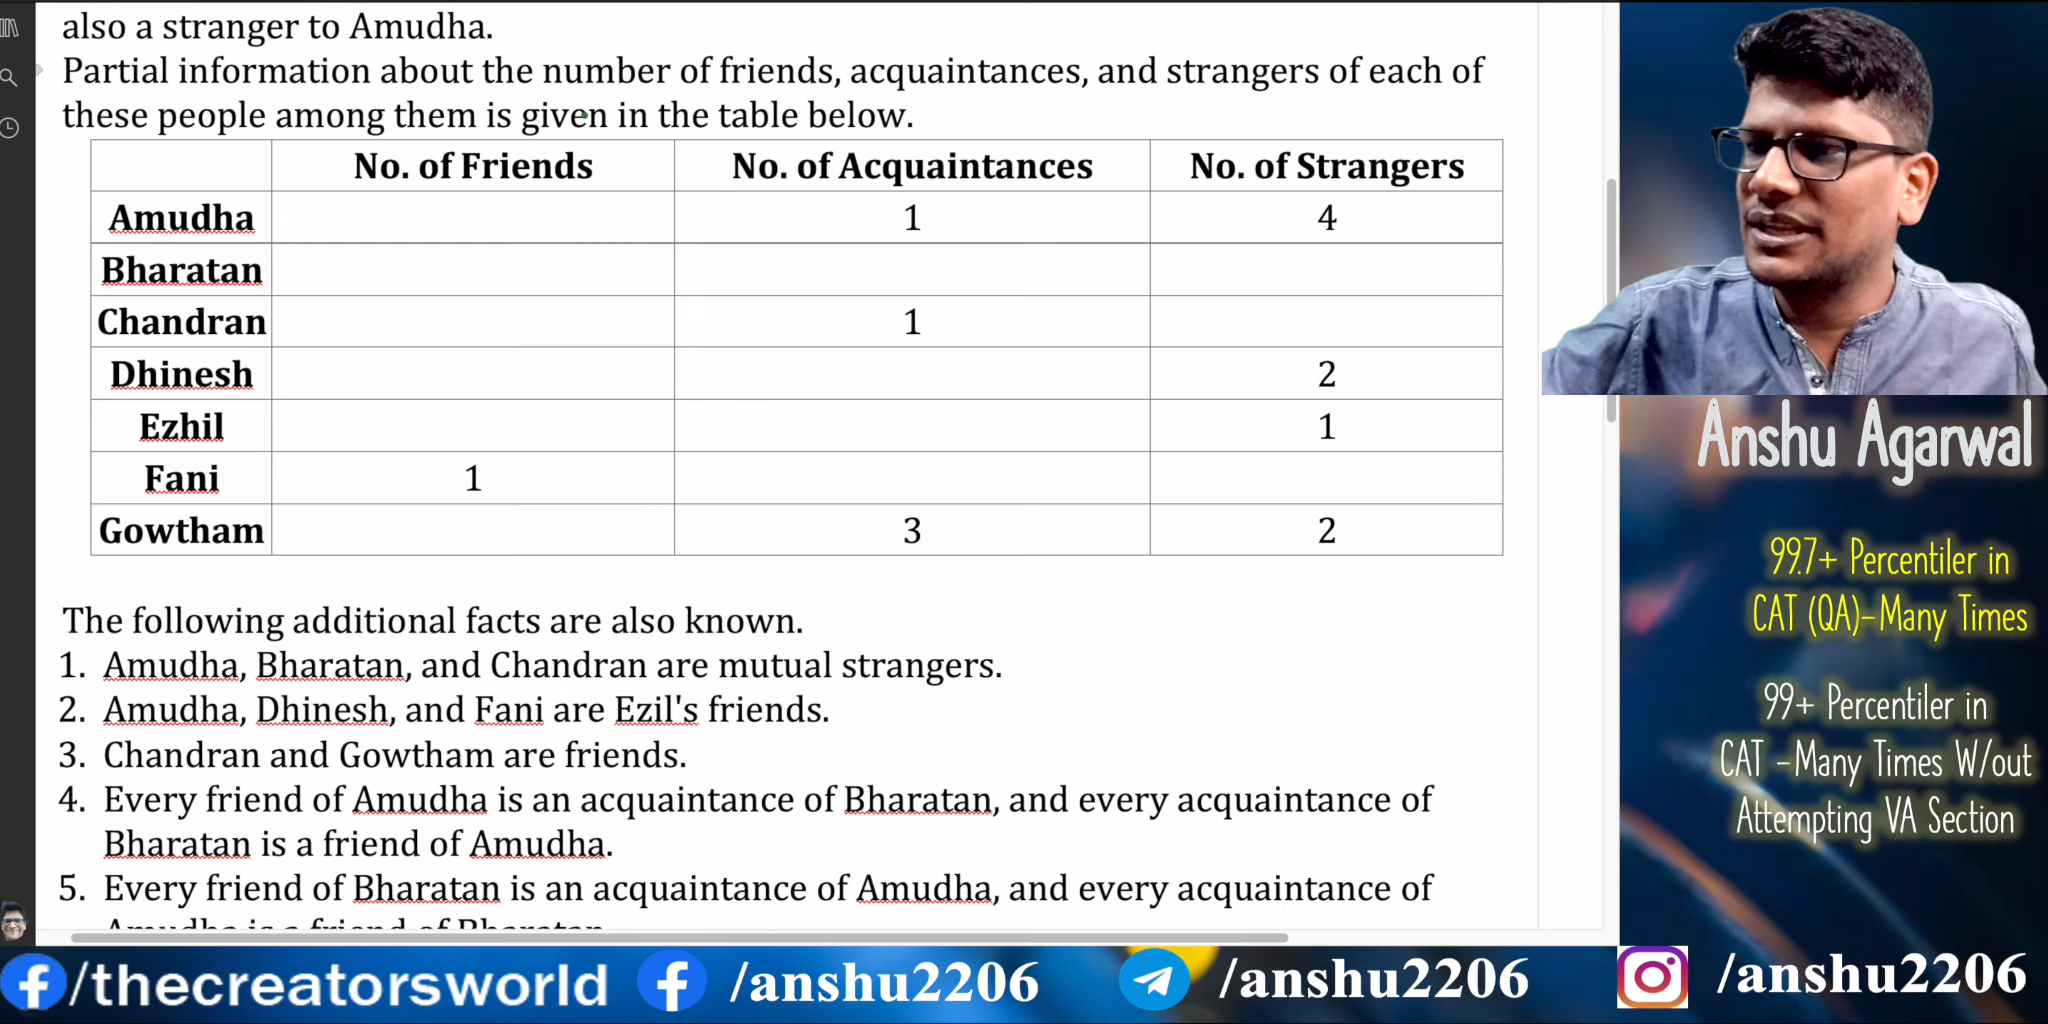 also a stranger to Amudha.
Partial information about the number of friends, acquaintances, and strangers of each of
these people among them is given in the table below.
No. of Friends No. of Acquaintances No. of Strangers
Amudha 1 4
Bharatan
Chandran 1
Dhinesh 2
Ezhil 1
Fani 1
Gowtham 3 2
The following additional facts are also known.
1. Amudha, Bharatan, and Chandran are mutual strangers.
2. Amudha, Dhinesh, and Fani are Ezil's friends.
3. Chandran and Gowtham are friends.
4. Every friend of Amudha is an acquaintance of Bharatan, and every acquaintance of
Bharatan is a friend of Amudha.
5. Every friend of Bharatan is an acquaintance of Amudha, and every acquaintance of
Amudha is a friend of Bharatan.
Anshu Agarwal
99.7+ Percentiler in
CAT (QA)-Many Times
99+ Percentiler in
CAT -Many Times W/out
Attempting VA Section
/thecreatorsworld /anshu2206 /anshu2206 /anshu2206